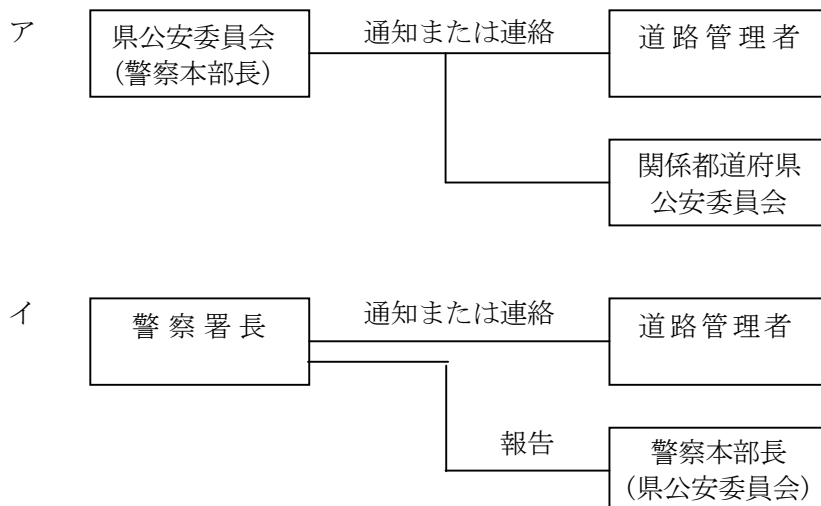 ア
県公安委員会
（警察本部長）
通知または連絡
道路管理者
関係都道府県
公安委員会
イ
警察署長
通知または連絡
道路管理者
報告
警察本部長
（県公安委員会）